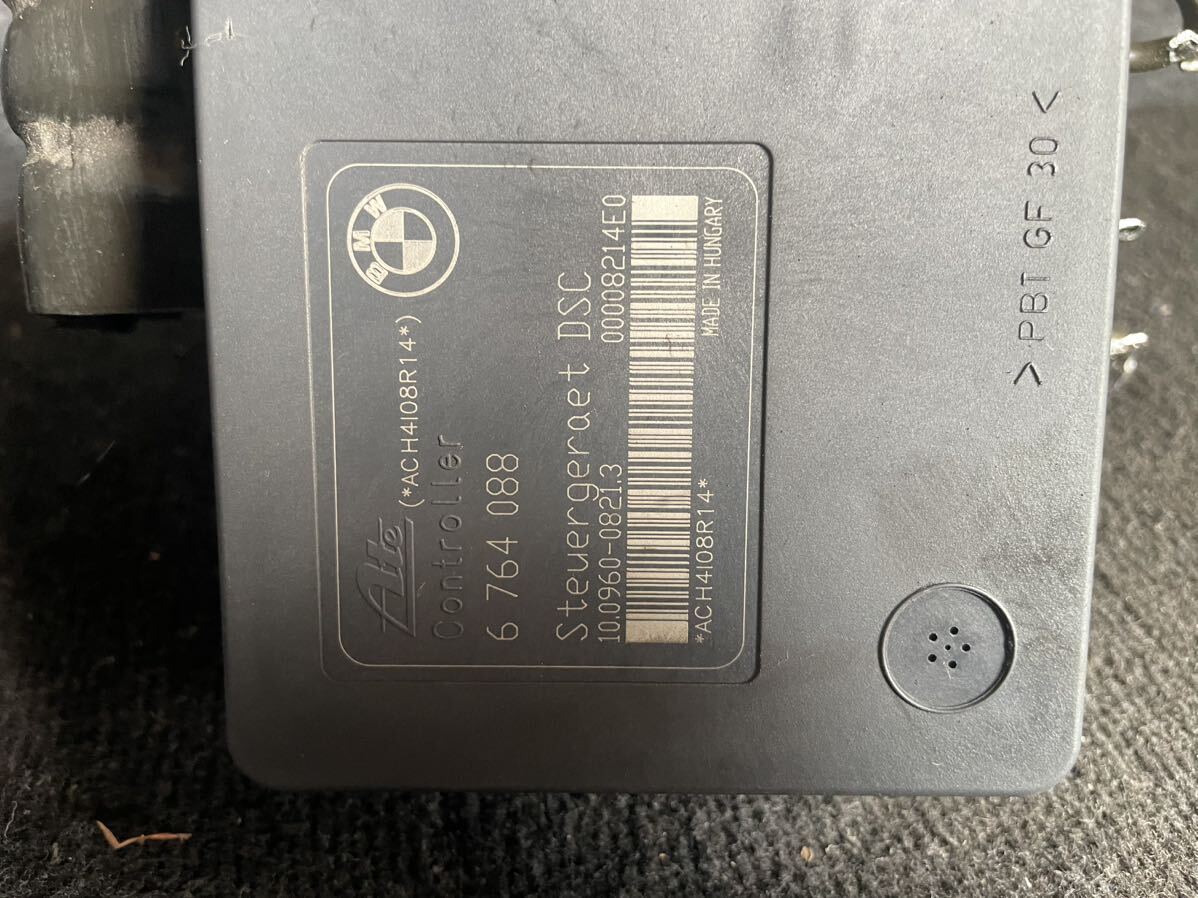 BMW
Ate (*ACH4I08R14*)
Controller
6 764 088
Steuergeraet DSC
10.0960-0821.3 00008214E0
*ACH4I08R14* MADE IN HUNGARY
>PBT GF 30<